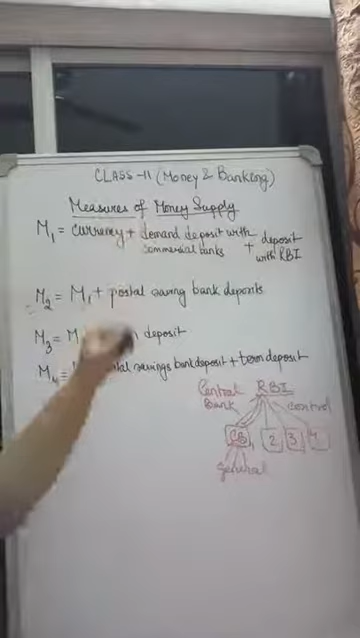 CLASS-11 (Money & Banking)
Measures of Money Supply
M1 = currency + demand deposit with commercial banks + deposit with RBI
M2 = M1 + postal saving bank deposits
M3 = M deposit
M4 = savings bank deposit + term deposit
Central Bank RBI control
CB1 2 3 4
general